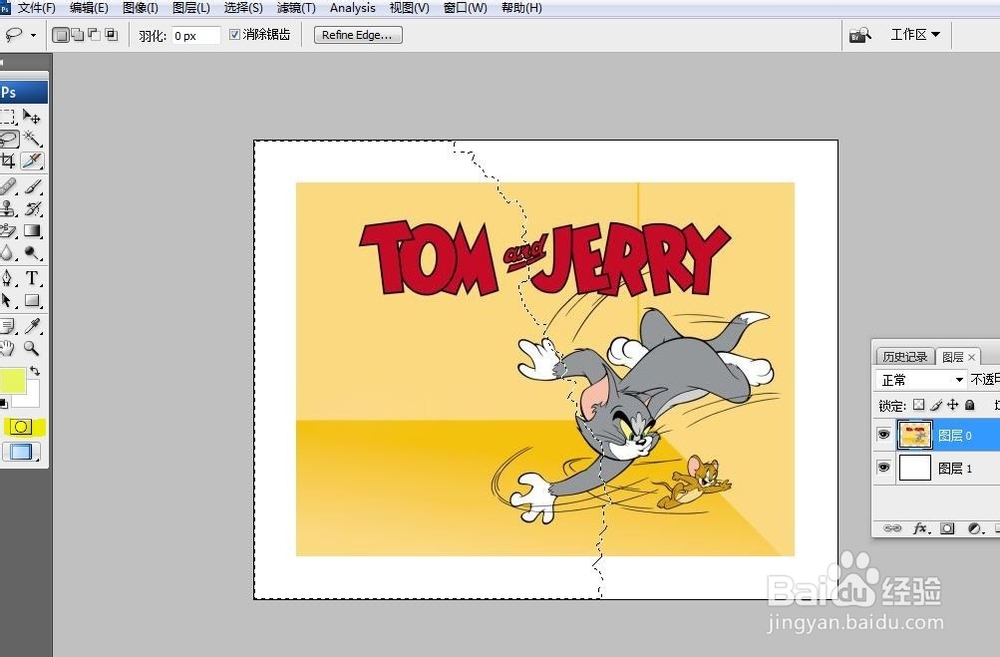 文件(F) 编辑(E) 图像(I) 图层(L) 选择(S) 滤镜(T) Analysis 视图(V) 窗口(W) 帮助(H)
羽化: 0 px 消除锯齿 Refine Edge... 工作区
Ps
TOM and JERRY
历史记录 图层
正常
锁定:
图层 0
图层 1
fx
Baidu 经验
jingyan.baidu.com